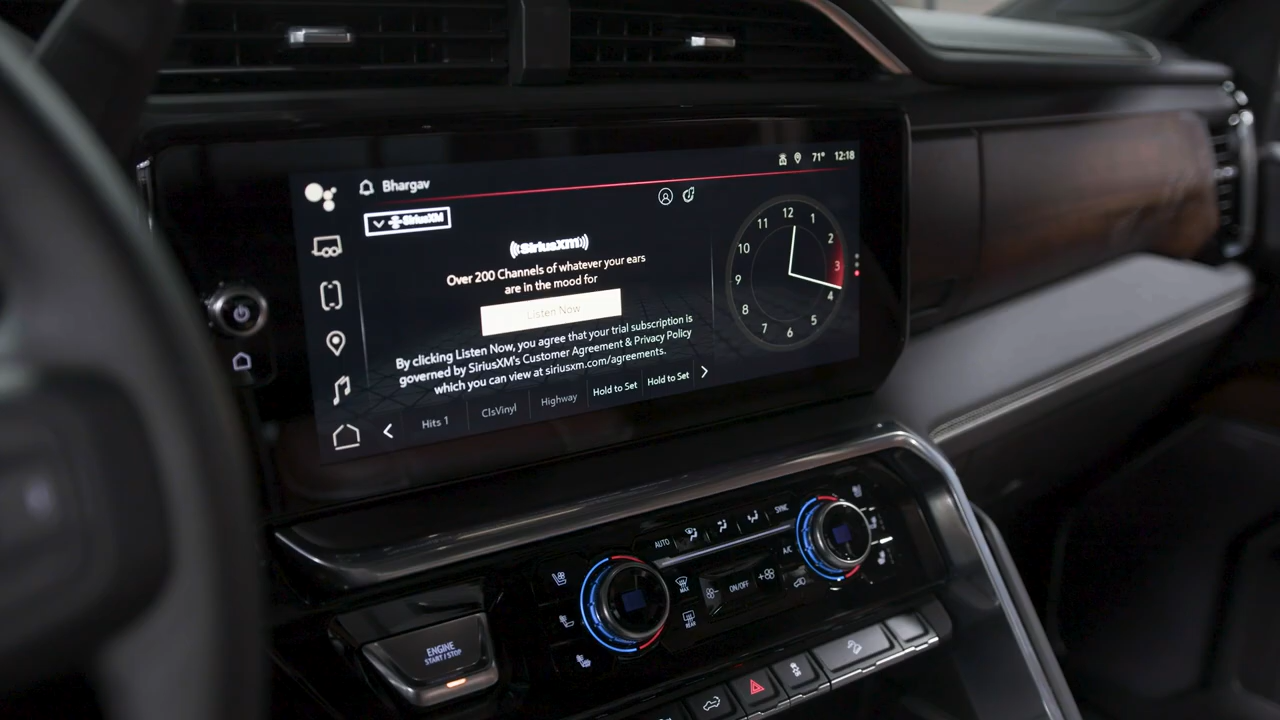 71° 12:18
Bhargav
SiriusXM
SiriusXM
Over 200 Channels of whatever your ears
are in the mood for
Listen Now
By clicking Listen Now, you agree that your trial subscription is
governed by SiriusXM's Customer Agreement & Privacy Policy
which you can view at siriusxm.com/agreements.
Hits 1 ClsVinyl Highway Hold to Set Hold to Set
12 1 2 3 4 5 6 7 8 9 10 11
AUTO SYNC
A/C
MAX
ON/OFF
REAR
ENGINE
START/STOP